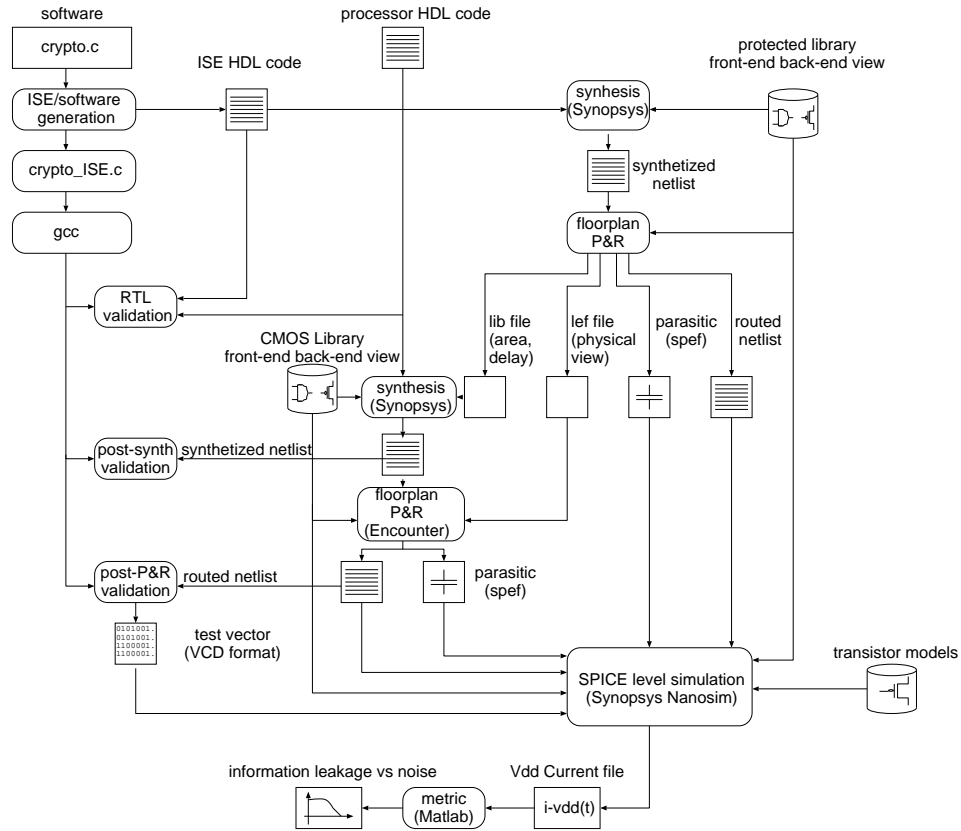 software
processor HDL code
crypto.c
protected library
front-end back-end view
ISE HDL code
ISE/software
generation
synhesis
(Synopsys)
crypto_ISE.c
synthetized
netlist
gcc
floorplan
P&R
RTL
validation
lib file
(area,
delay)
lef file
(physical
view)
parasitic
(spef)
routed
netlist
CMOS Library
front-end back-end view
synthesis
(Synopsys)
post-synth
validation
synthetized netlist
floorplan
P&R
(Encounter)
post-P&R
validation
routed netlist
parasitic
(spef)
0101001.
0101001.
1100001.
1100001.
test vector
(VCD format)
SPICE level simulation
(Synopsys Nanosim)
transistor models
information leakage vs noise
Vdd Current file
metric
(Matlab)
i-vdd(t)